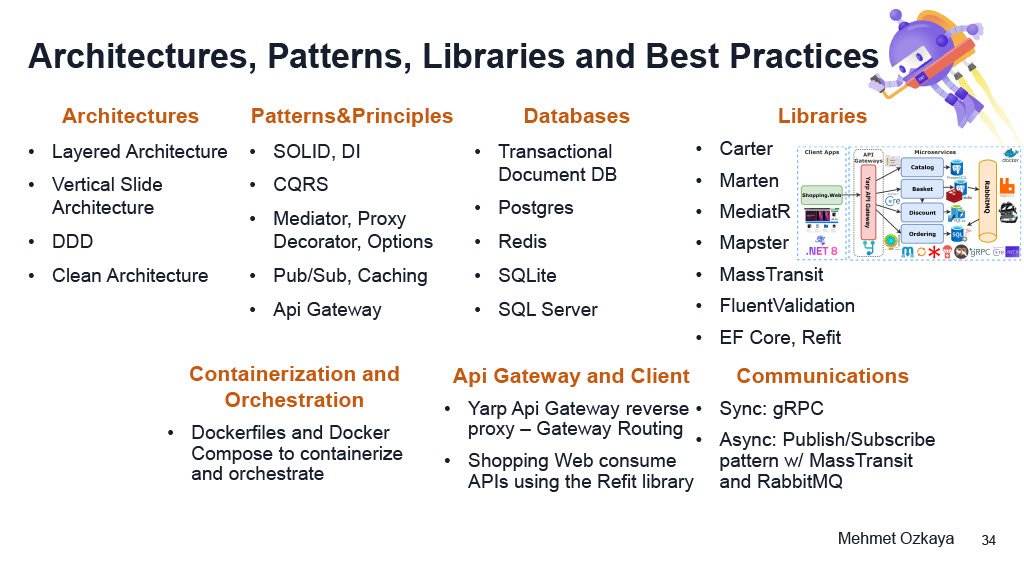 Architectures, Patterns, Libraries and Best Practices
Architectures
• Layered Architecture
• Vertical Slide
Architecture
• DDD
• Clean Architecture
Patterns&Principles
• SOLID, DI
• CQRS
• Mediator, Proxy
Decorator, Options
• Pub/Sub, Caching
• Api Gateway
Databases
• Transactional
Document DB
• Postgres
• Redis
• SQLite
• SQL Server
Libraries
• Carter
• Marten
• MediatR
• Mapster
• MassTransit
• FluentValidation
• EF Core, Refit
Client Apps
Shopping.Web
.NET 8
API
Gateways
Yarp API Gateway
Microservices
Catalog
Basket
Discount
Ordering
RabbitMQ
docker
redis
SQL
gRPC
Containerization and
Orchestration
• Dockerfiles and Docker
Compose to containerize
and orchestrate
Api Gateway and Client
• Yarp Api Gateway reverse
proxy – Gateway Routing
• Shopping Web consume
APIs using the Refit library
Communications
• Sync: gRPC
• Async: Publish/Subscribe
pattern w/ MassTransit
and RabbitMQ
Mehmet Ozkaya
34